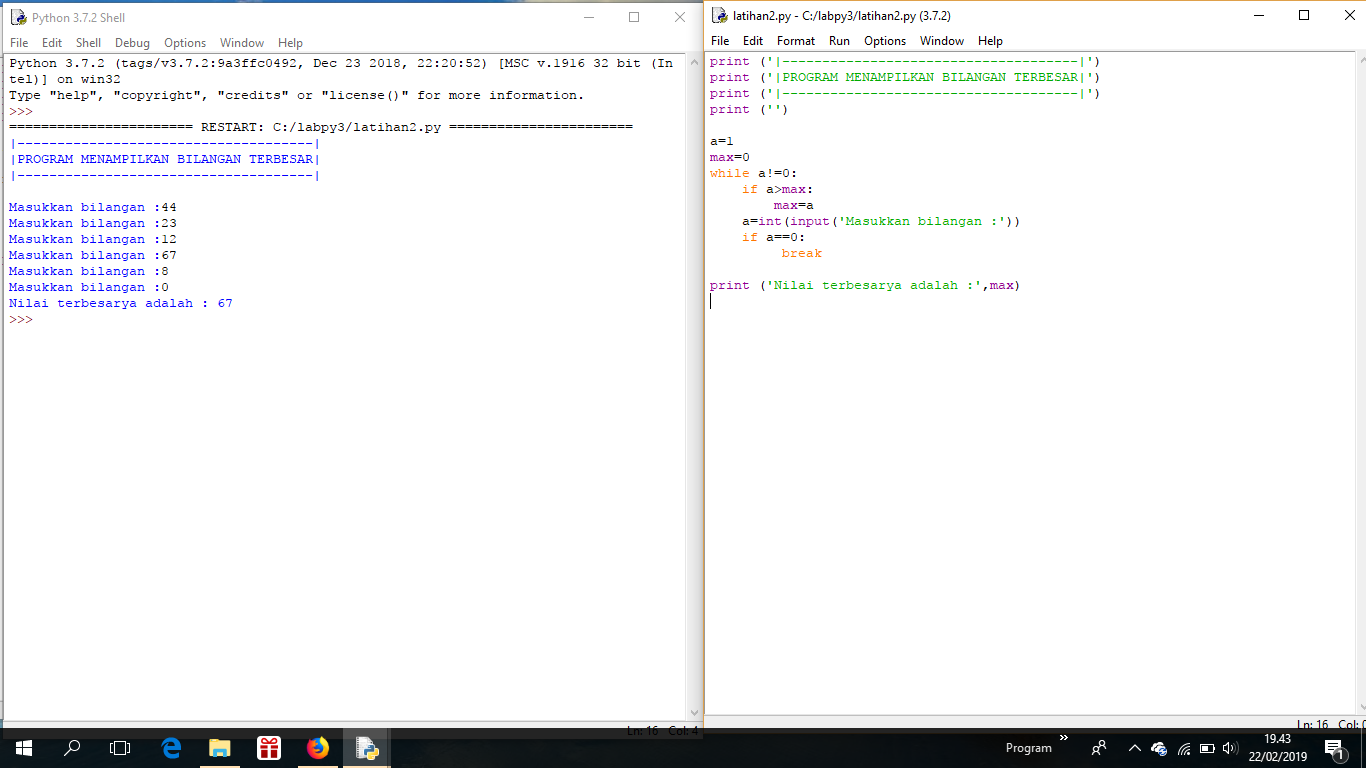 Python 3.7.2 Shell
File Edit Shell Debug Options Window Help
Python 3.7.2 (tags/v3.7.2:9a3ffc0492, Dec 23 2018, 22:20:52) [MSC v.1916 32 bit (In
tel)] on win32
Type "help", "copyright", "credits" or "license()" for more information.
>>>
======================= RESTART: C:/labpy3/latihan2.py =======================
|-------------------------------------|
|PROGRAM MENAMPILKAN BILANGAN TERBESAR|
|-------------------------------------|
Masukkan bilangan :44
Masukkan bilangan :23
Masukkan bilangan :12
Masukkan bilangan :67
Masukkan bilangan :8
Masukkan bilangan :0
Nilai terbesarya adalah : 67
>>>
Ln: 16 Col: 4
latihan2.py - C:/labpy3/latihan2.py (3.7.2)
File Edit Format Run Options Window Help
print ('|-------------------------------------|')
print ('|PROGRAM MENAMPILKAN BILANGAN TERBESAR|')
print ('|-------------------------------------|')
print ('')
a=1
max=0
while a!=0:
    if a>max:
        max=a
    a=int(input('Masukkan bilangan :'))
    if a==0:
         break
print ('Nilai terbesarya adalah :',max)
Ln: 16 Col: 0
Program »
19.43
22/02/2019
1